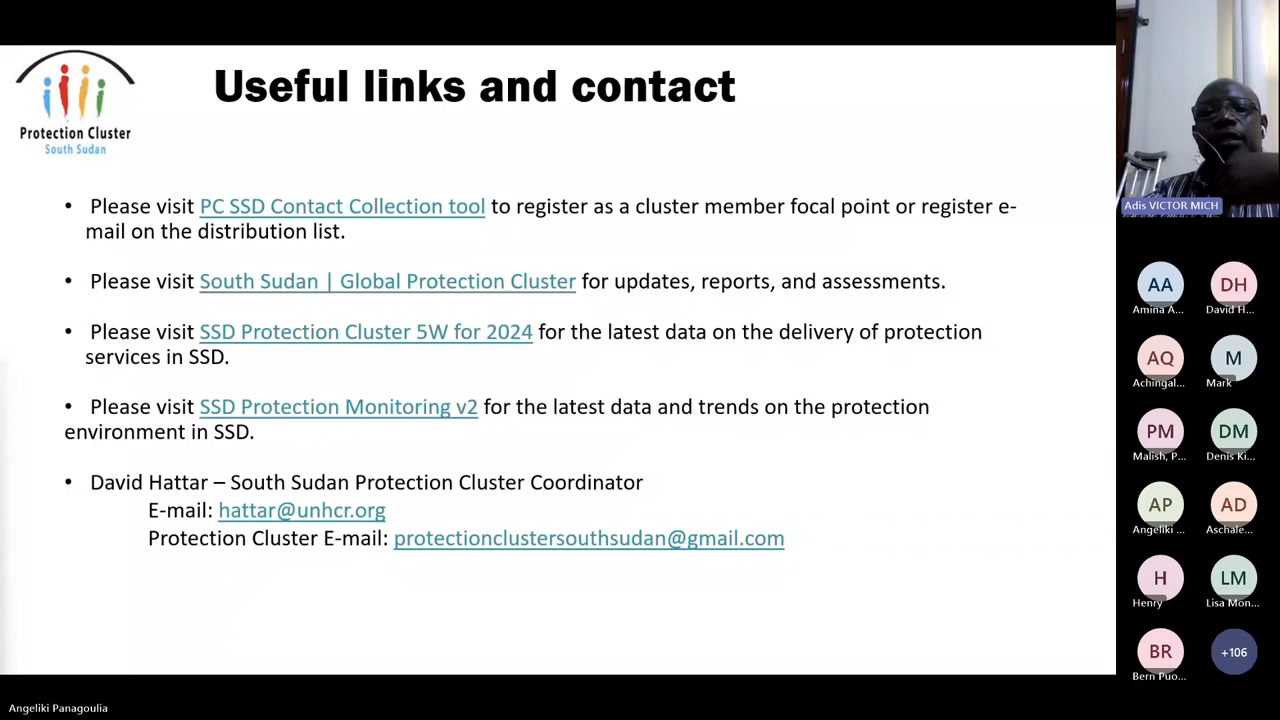 Protection Cluster
South Sudan
Useful links and contact
• Please visit PC SSD Contact Collection tool to register as a cluster member focal point or register e-
mail on the distribution list.
• Please visit South Sudan | Global Protection Cluster for updates, reports, and assessments.
• Please visit SSD Protection Cluster 5W for 2024 for the latest data on the delivery of protection
services in SSD.
• Please visit SSD Protection Monitoring v2 for the latest data and trends on the protection
environment in SSD.
• David Hattar – South Sudan Protection Cluster Coordinator
E-mail: hattar@unhcr.org
Protection Cluster E-mail: protectionclustersouthsudan@gmail.com
Adis VICTOR MICH
AA
Amina A...
DH
David H...
AQ
Achingal...
M
Mark
PM
Malish, P...
DM
Denis Ki...
AP
Angeliki ...
AD
Aschale...
H
Henry
LM
Lisa Mon...
BR
Bern Puo...
+106
Angeliki Panagoulia